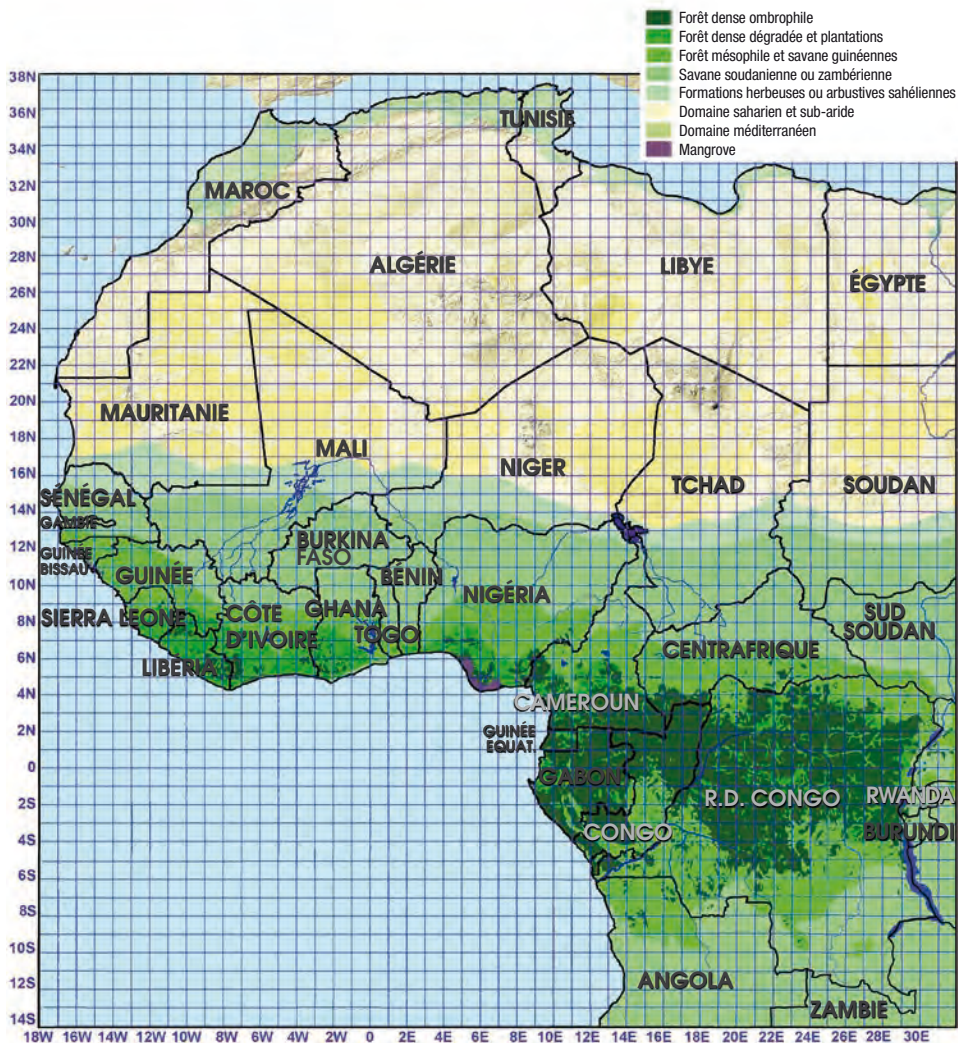 Forêt dense ombrophile
Forêt dense dégradée et plantations
Forêt mésophile et savane guinéennes
Savane soudanienne ou zambérienne
Formations herbeuses ou arbustives sahéliennes
Domaine saharien et sub-aride
Domaine méditerranéen
Mangrove
38N
36N
34N
32N
30N
28N
26N
24N
22N
20N
18N
16N
14N
12N
10N
8N
6N
4N
2N
0
2S
4S
6S
8S
10S
12S
14S
TUNISIE
MAROC
ALGÉRIE
LIBYE
ÉGYPTE
MAURITANIE
MALI
NIGER
TCHAD
SOUDAN
SÉNÉGAL
GAMBIE
GUINÉE
BISSAU
GUINÉE
BURKINA
FASO
BÉNIN
NIGÉRIA
SIERRA LEONE
CÔTE
D'IVOIRE
GHANA
TOGO
LIBÉRIA
CENTRAFRIQUE
SUD
SOUDAN
CAMEROUN
GUINÉE
EQUAT.
GABON
CONGO
R.D. CONGO
RWANDA
BURUNDI
ANGOLA
ZAMBIE
18W 16W 14W 12W 10W 8W 6W 4W 2W 0 2E 4E 6E 8E 10E 12E 14E 16E 18E 20E 22E 24E 26E 28E 30E